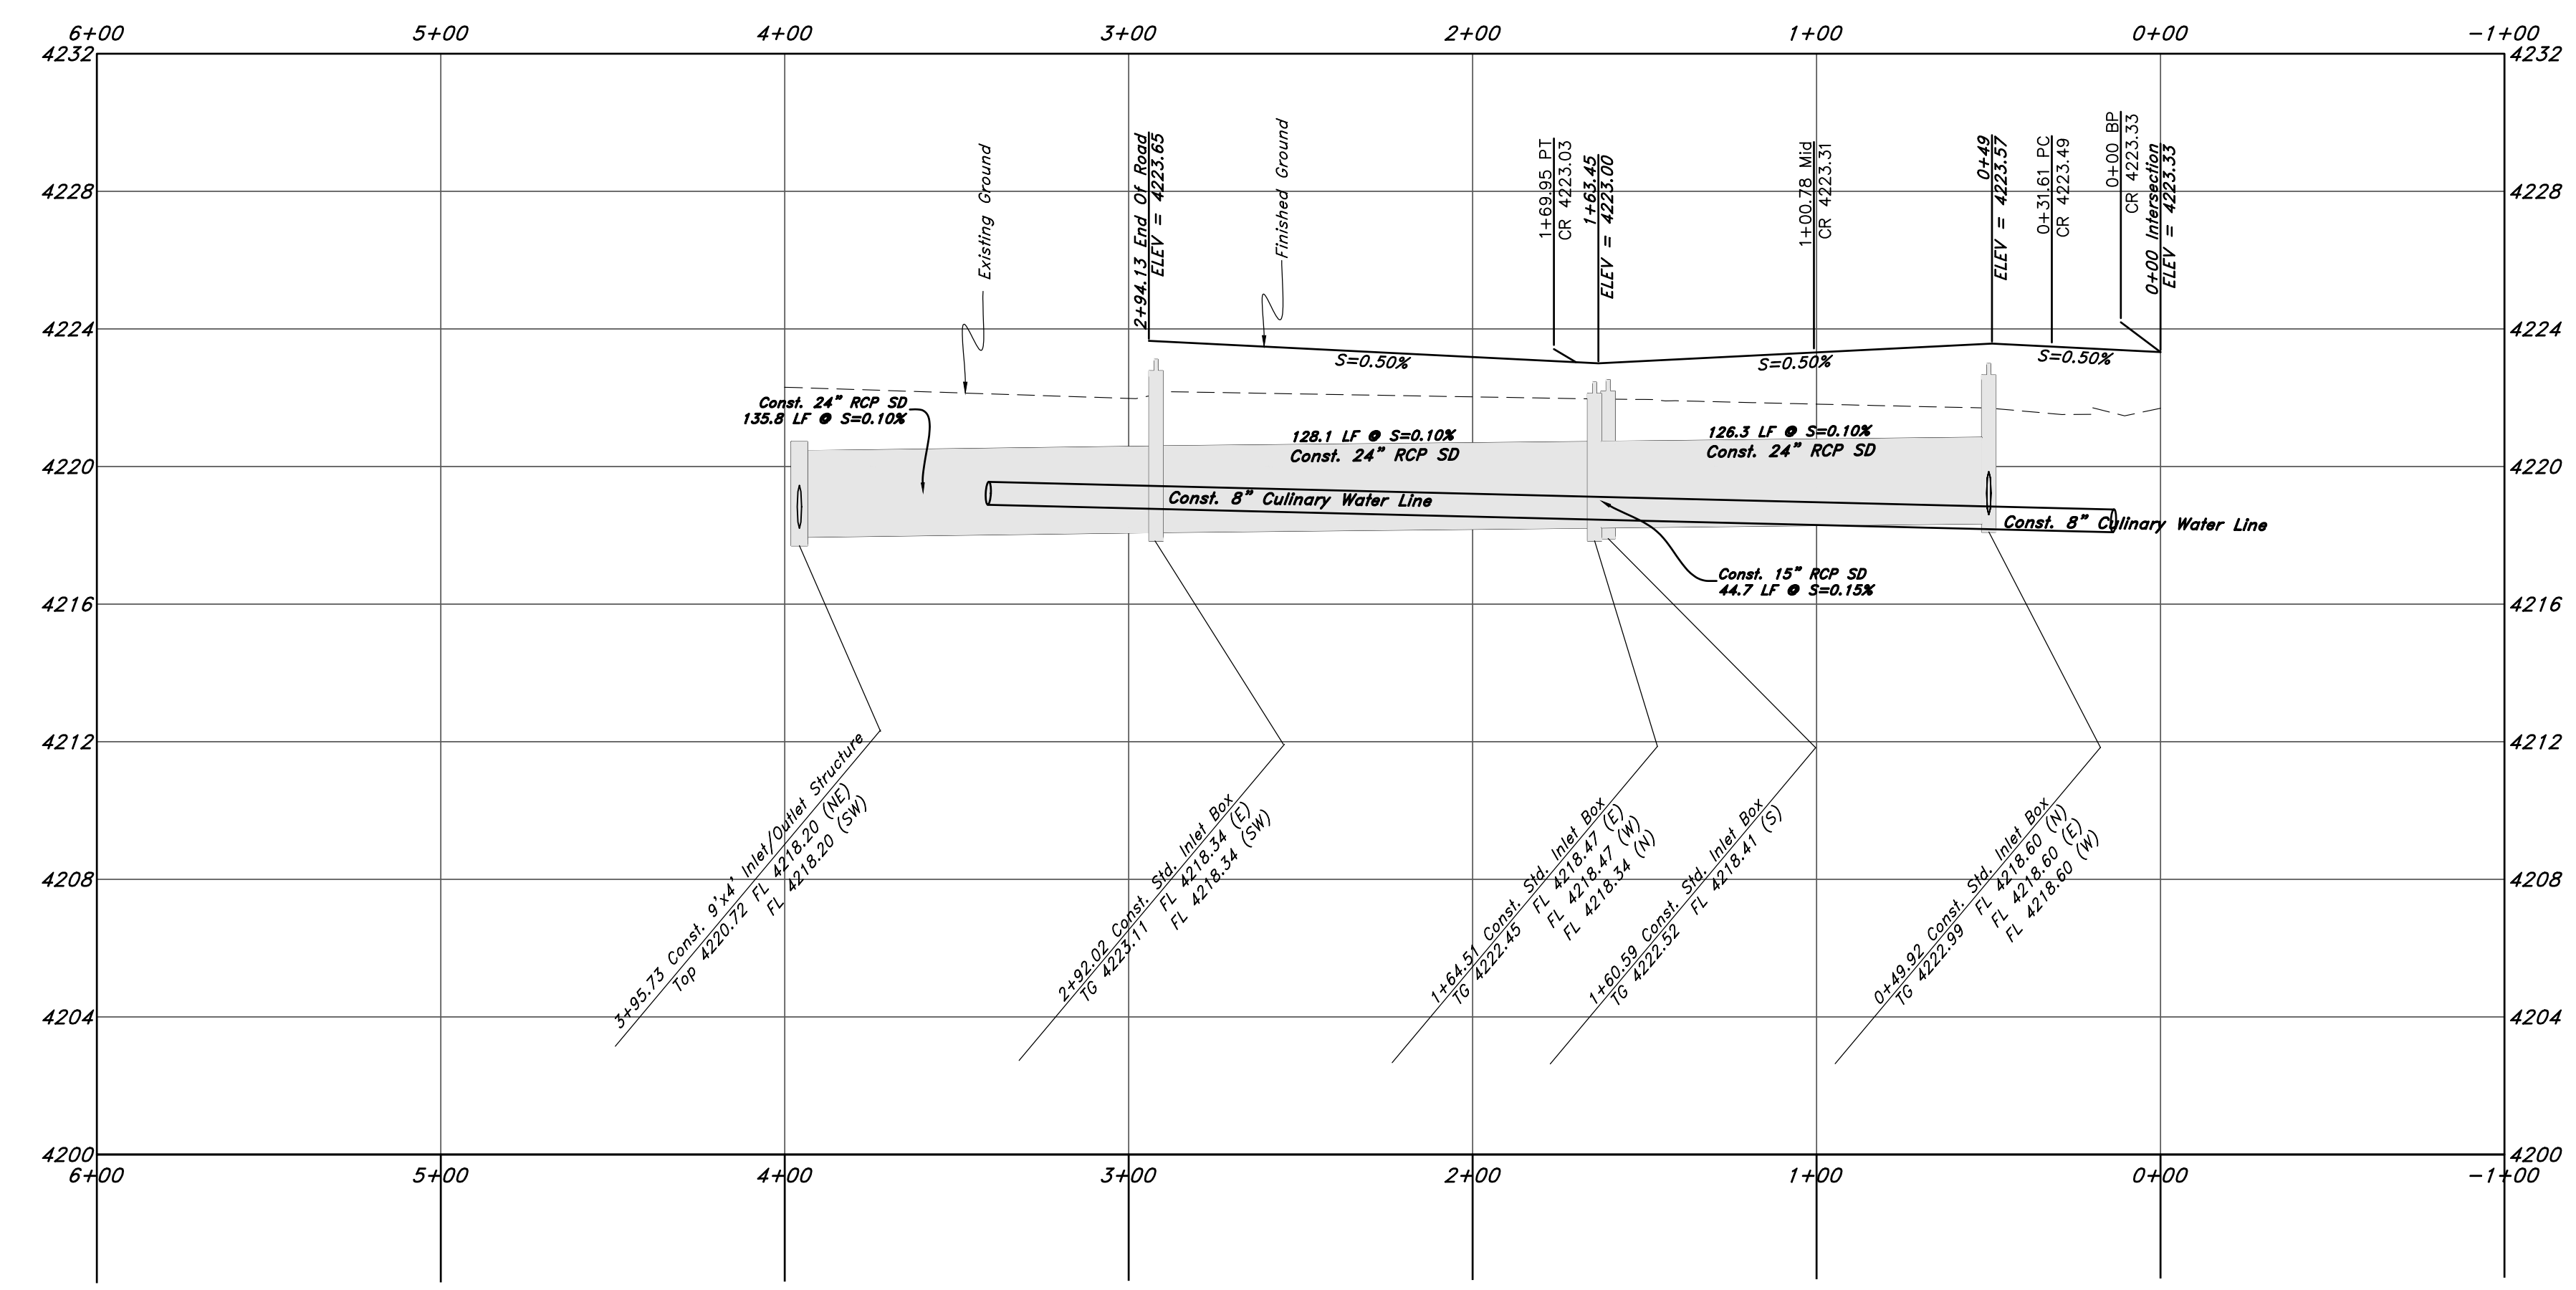 6+00 5+00 4+00 3+00 2+00 1+00 0+00 -1+00
4232 4232
4228 4228
4224 4224
4220 4220
4216 4216
4212 4212
4208 4208
4204 4204
4200 4200
Existing Ground
2+94.13 End Of Road
ELEV = 4223.65
Finished Ground
1+69.95 PT
CR 4223.03
1+63.45
ELEV = 4223.00
1+00.78 Mid
CR 4223.31
0+49
ELEV = 4223.57
0+31.61 PC
CR 4223.49
0+00 BP
CR 4223.33
0+00 Intersection
ELEV = 4223.33
S=0.50%
S=0.50%
S=0.50%
Const. 24" RCP SD
135.8 LF @ S=0.10%
128.1 LF @ S=0.10%
Const. 24" RCP SD
126.3 LF @ S=0.10%
Const. 24" RCP SD
Const. 8" Culinary Water Line
Const. 8" Culinary Water Line
Const. 15" RCP SD
44.7 LF @ S=0.15%
3+95.73 Const. 9'x4' Inlet/Outlet Structure
Top 4220.72 FL 4218.20 (NE)
FL 4218.20 (SW)
2+92.02 Const. Std. Inlet Box
TG 4223.11 FL 4218.34 (E)
FL 4218.34 (SW)
1+64.51 Const. Std. Inlet Box
TG 4222.45 FL 4218.47 (E)
FL 4218.47 (W)
FL 4218.34 (N)
1+60.59 Const. Std. Inlet Box
TG 4222.52 FL 4218.41 (S)
0+49.92 Const. Std. Inlet Box
TG 4222.99 FL 4218.60 (N)
FL 4218.60 (E)
FL 4218.60 (W)
6+00 5+00 4+00 3+00 2+00 1+00 0+00 -1+00